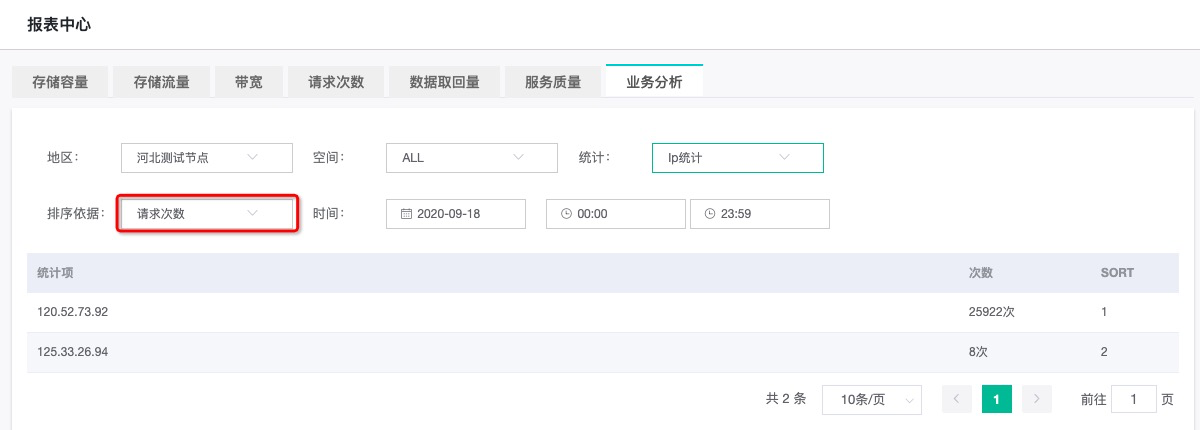 报表中心
存储容量 存储流量 带宽 请求次数 数据取回量 服务质量 业务分析
地区： 河北测试节点 空间： ALL 统计： Ip统计
排序依据： 请求次数 时间： 2020-09-18 00:00 23:59
统计项 次数 SORT
120.52.73.92 25922次 1
125.33.26.94 8次 2
共 2 条 10条/页 1 前往 1 页